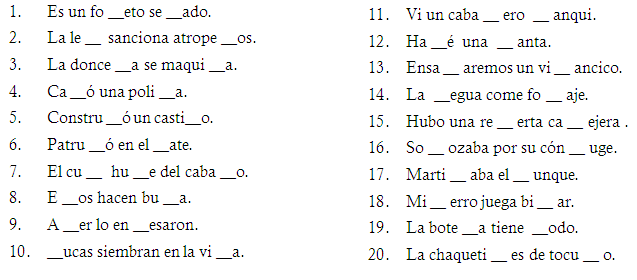 1. Es un fo __eto se __ado.
2. La le __ sanciona atrope __os.
3. La donce __a se maqui __a.
4. Ca __ó una poli __a.
5. Constru __ó un casti__o.
6. Patru __ó en el __ate.
7. El cu __ hu __e del caba __o.
8. E __os hacen bu __a.
9. A __er lo en __esaron.
10. __ucas siembran en la vi __a.
11. Vi un caba __ ero __ anqui.
12. Ha __é una __ anta.
13. Ensa __ aremos un vi __ ancico.
14. La __egua come fo __ aje.
15. Hubo una re __ erta ca __ ejera .
16. So __ ozaba por su cón __ uge.
17. Marti __ aba el __ unque.
18. Mi __ erro juega bi __ ar.
19. La bote __a tiene __odo.
20. La chaqueti __ es de tocu __ o.